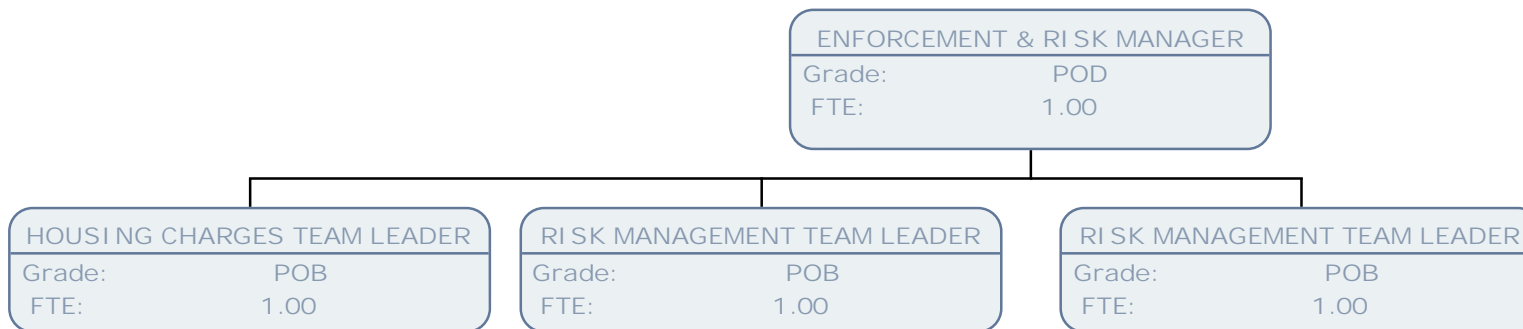 ENFORCEMENT & RISK MANAGER
Grade: POD
FTE: 1.00
HOUSING CHARGES TEAM LEADER
Grade: POB
FTE: 1.00
RISK MANAGEMENT TEAM LEADER
Grade: POB
FTE: 1.00
RISK MANAGEMENT TEAM LEADER
Grade: POB
FTE: 1.00